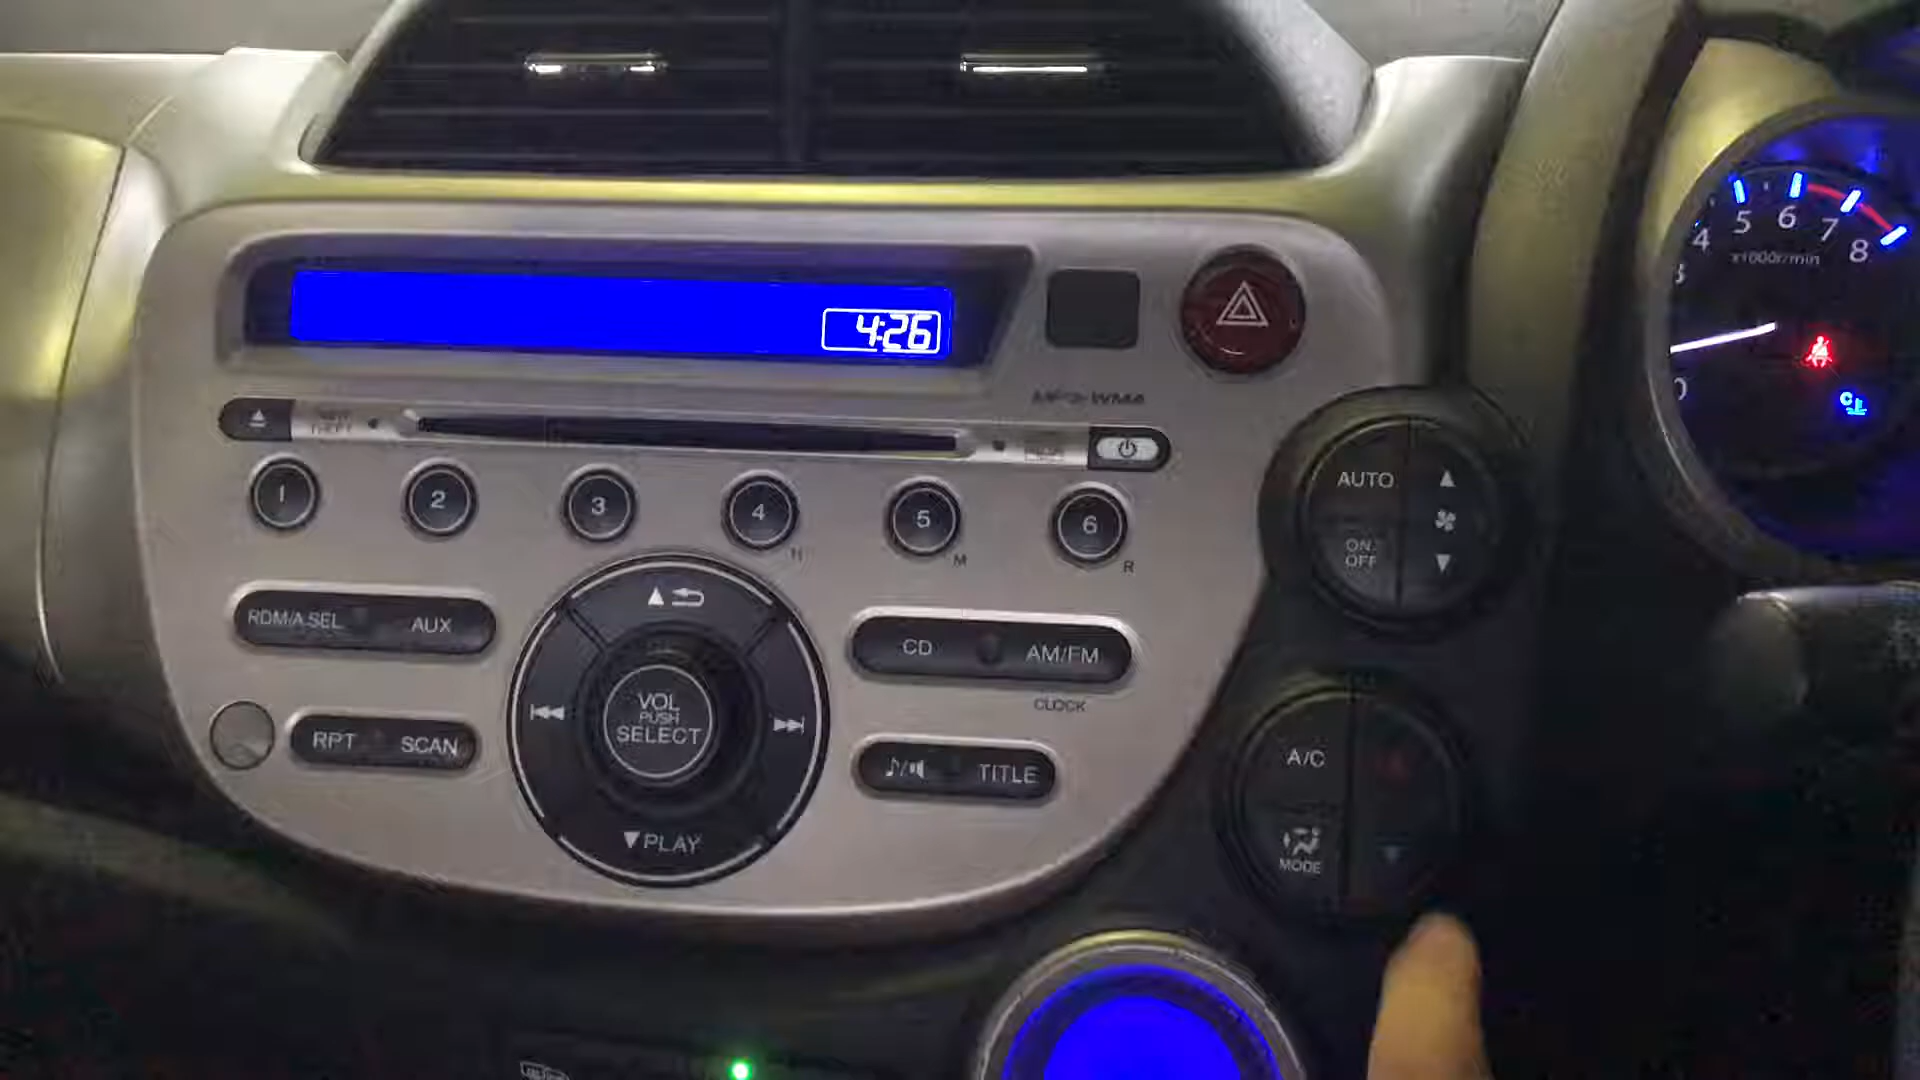 4:26
MP3·WMA
1
2
3
4
5
6
N
M
R
RDM/A.SEL
AUX
CD
AM/FM
CLOCK
RPT
SCAN
VOL
PUSH
SELECT
PLAY
TITLE
AUTO
ON
OFF
A/C
MODE
4
5
6
7
8
x1000r/min
0
C